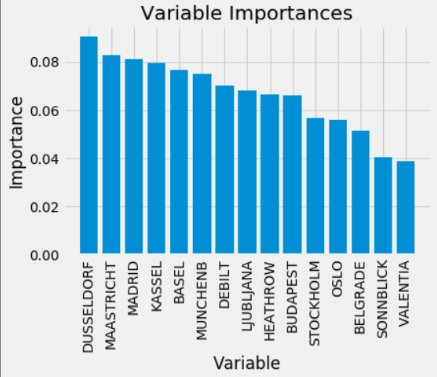 Variable Importances
Importance
0.08
0.06
0.04
0.02
0.00
DUSSELDORF
MAASTRICHT
MADRID
KASSEL
BASEL
MUNCHENB
DEBILT
LJUBLJANA
HEATHROW
BUDAPEST
STOCKHOLM
OSLO
BELGRADE
SONNBLICK
VALENTIA
Variable